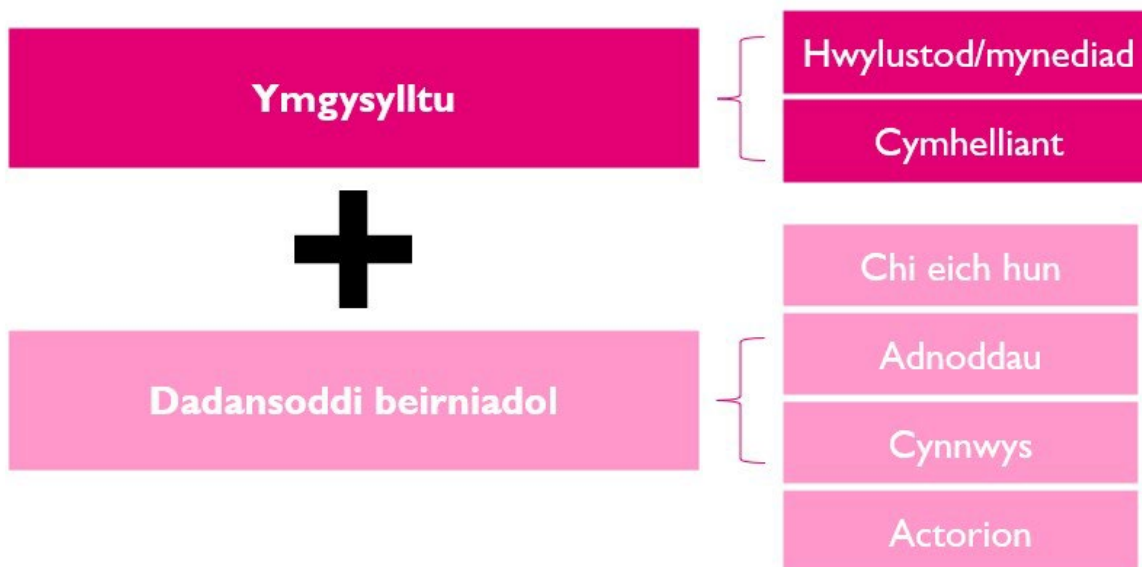 Ymgysylltu
Hwylustod/mynediad
Cymhelliant
Dadansoddi beirniadol
Chi eich hun
Adnoddau
Cynnwys
Actorion